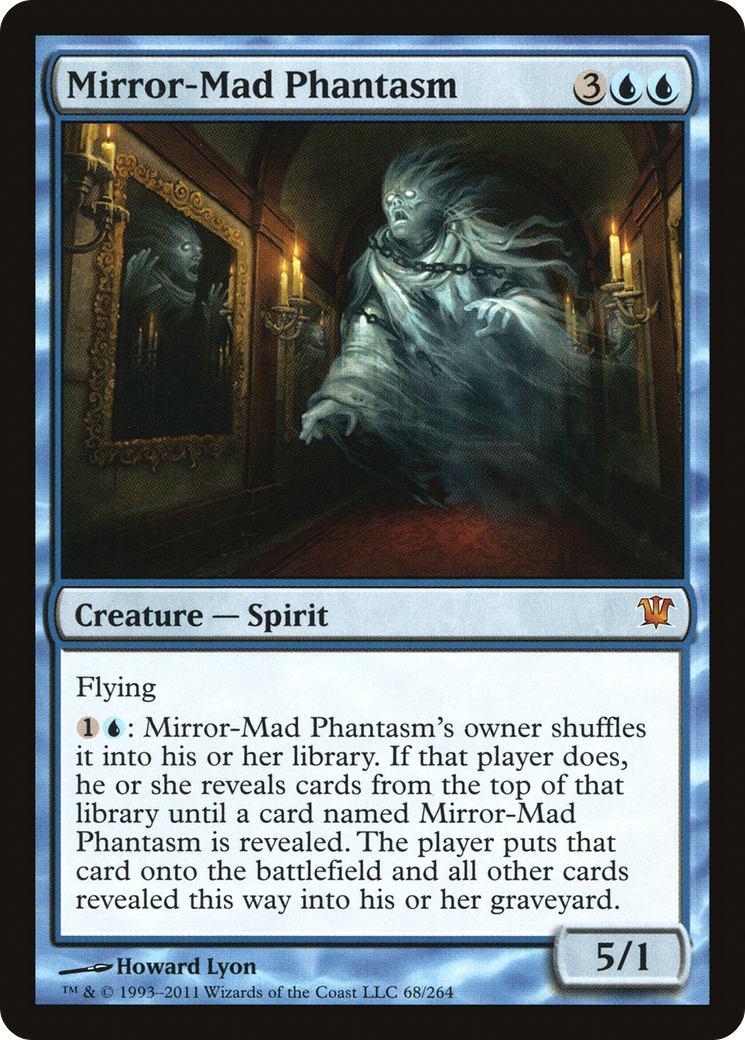 Mirror-Mad Phantasm 3
Creature — Spirit
Flying
1: Mirror-Mad Phantasm's owner shuffles
it into his or her library. If that player does,
he or she reveals cards from the top of that
library until a card named Mirror-Mad
Phantasm is revealed. The player puts that
card onto the battlefield and all other cards
revealed this way into his or her graveyard.
5/1
Howard Lyon
™ & © 1993–2011 Wizards of the Coast LLC 68/264